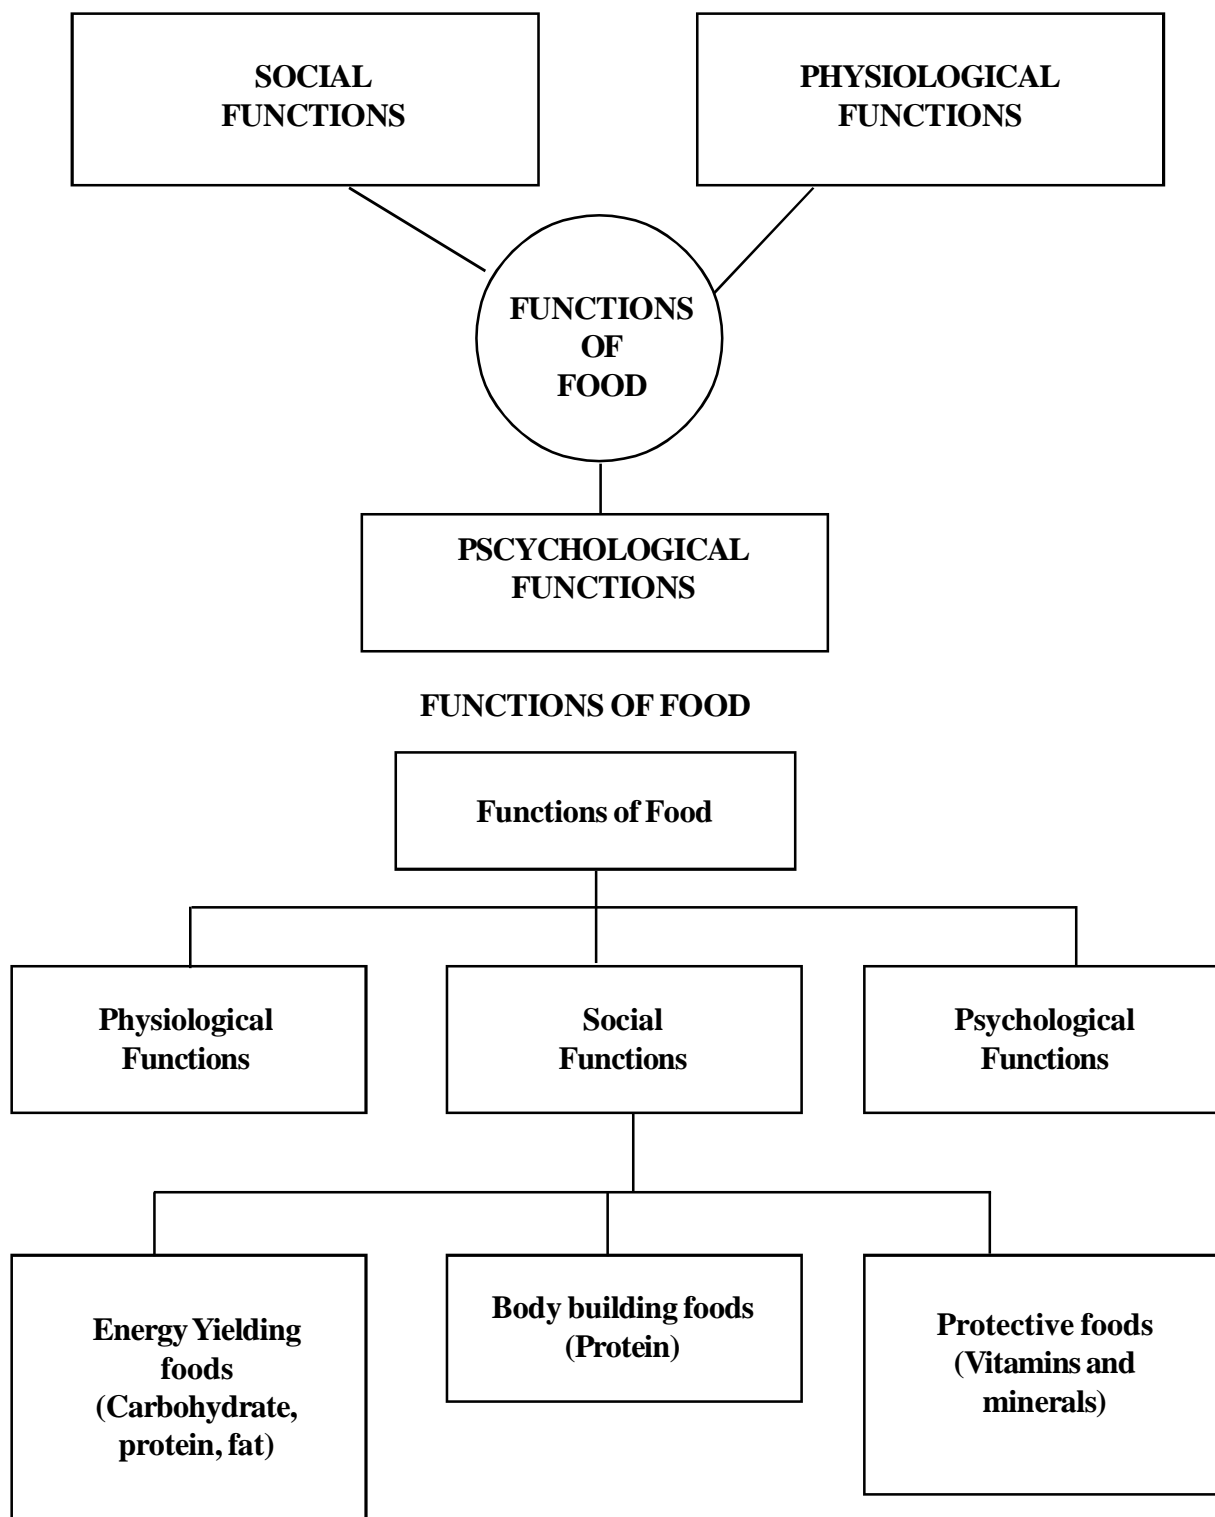 SOCIAL
FUNCTIONS
PHYSIOLOGICAL
FUNCTIONS
FUNCTIONS
OF
FOOD
PSCYCHOLOGICAL
FUNCTIONS
FUNCTIONS OF FOOD
Functions of Food
Physiological
Functions
Social
Functions
Psychological
Functions
Energy Yielding
foods
(Carbohydrate,
protein, fat)
Body building foods
(Protein)
Protective foods
(Vitamins and
minerals)